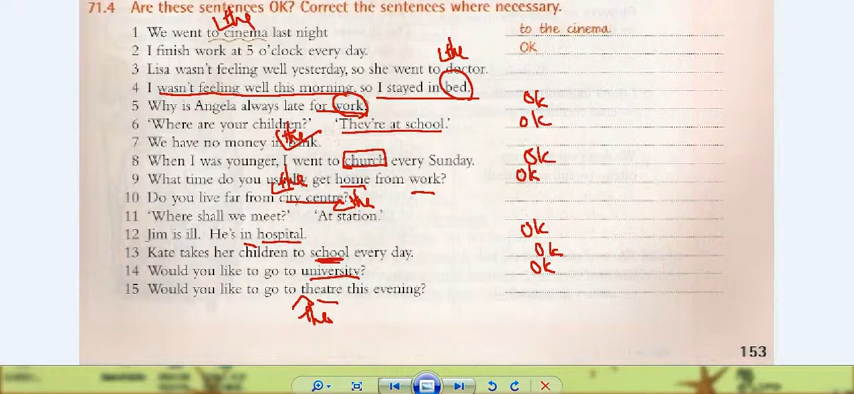 71.4 Are these sentences OK? Correct the sentences where necessary.
the
1 We went to cinema last night to the cinema
2 I finish work at 5 o'clock every day. OK
the
3 Lisa wasn't feeling well yesterday, so she went to doctor.
4 I wasn't feeling well this morning, so I stayed in bed.
5 Why is Angela always late for work. OK
6 'Where are your children?' 'They're at school.' OK
the
7 We have no money in bank.
8 When I was younger, I went to church every Sunday. OK
9 What time do you usually get home from work? OK
the
10 Do you live far from city centre?
the
11 'Where shall we meet?' 'At station.'
12 Jim is ill. He's in hospital. OK
13 Kate takes her children to school every day. OK
14 Would you like to go to university? OK
15 Would you like to go to theatre this evening?
the
153